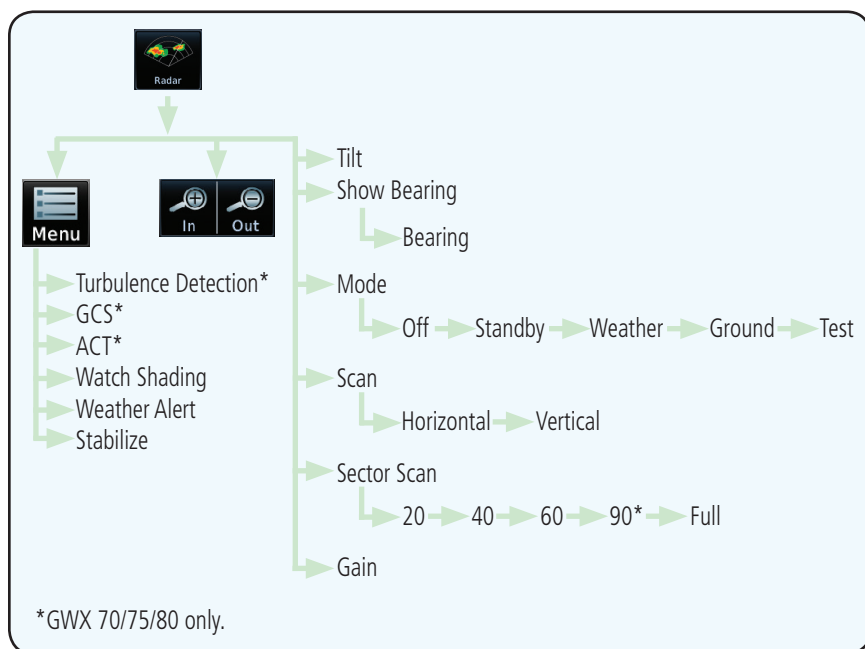 Radar
Menu
In Out
Turbulence Detection*
GCS*
ACT*
Watch Shading
Weather Alert
Stabilize
Tilt
Show Bearing
Bearing
Mode
Off Standby Weather Ground Test
Scan
Horizontal Vertical
Sector Scan
20 40 60 90* Full
Gain
*GWX 70/75/80 only.